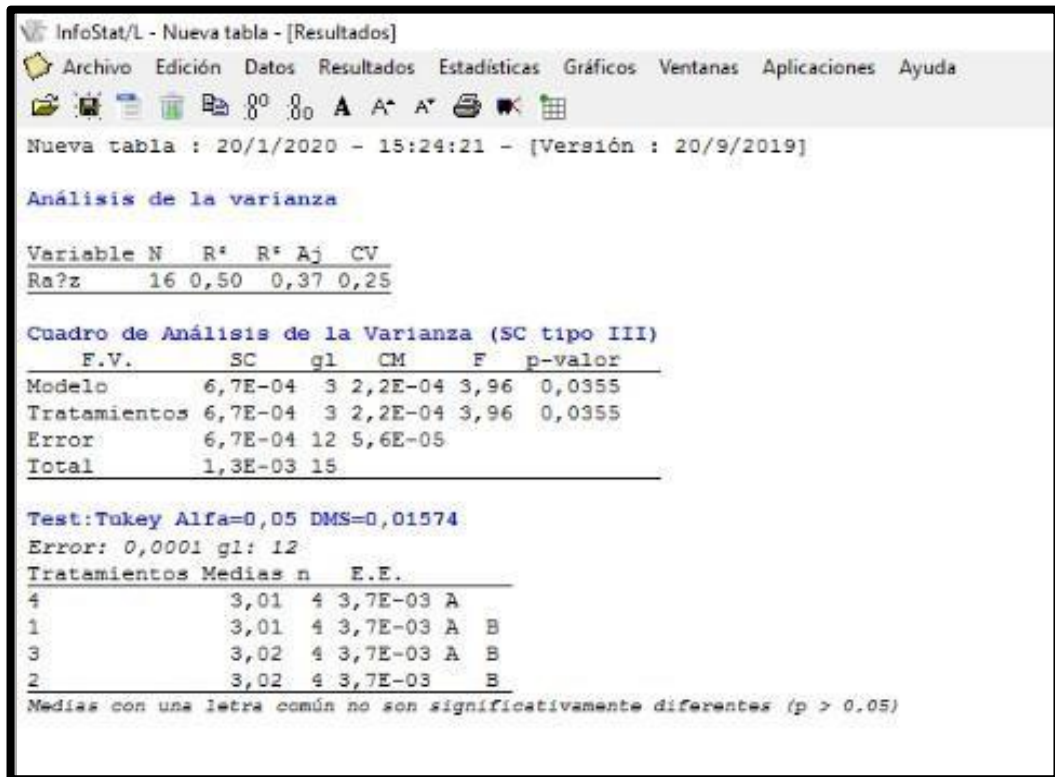 InfoStat/L - Nueva tabla - [Resultados]
Archivo Edición Datos Resultados Estadísticas Gráficos Ventanas Aplicaciones Ayuda
Nueva tabla : 20/1/2020 - 15:24:21 - [Versión : 20/9/2019]
Análisis de la varianza
Variable N R² R² Aj CV
Ra?z 16 0,50 0,37 0,25
Cuadro de Análisis de la Varianza (SC tipo III)
F.V. SC gl CM F p-valor
Modelo 6,7E-04 3 2,2E-04 3,96 0,0355
Tratamientos 6,7E-04 3 2,2E-04 3,96 0,0355
Error 6,7E-04 12 5,6E-05
Total 1,3E-03 15
Test:Tukey Alfa=0,05 DMS=0,01574
Error: 0,0001 gl: 12
Tratamientos Medias n E.E.
4 3,01 4 3,7E-03 A
1 3,01 4 3,7E-03 A B
3 3,02 4 3,7E-03 A B
2 3,02 4 3,7E-03 B
Medias con una letra común no son significativamente diferentes (p > 0.05)